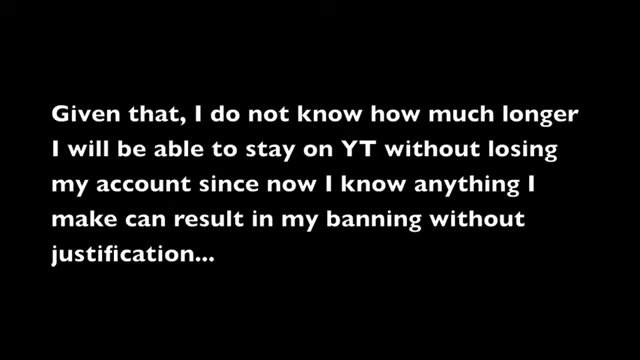 Given that, I do not know how much longer
I will be able to stay on YT without losing
my account since now I know anything I
make can result in my banning without
justification...